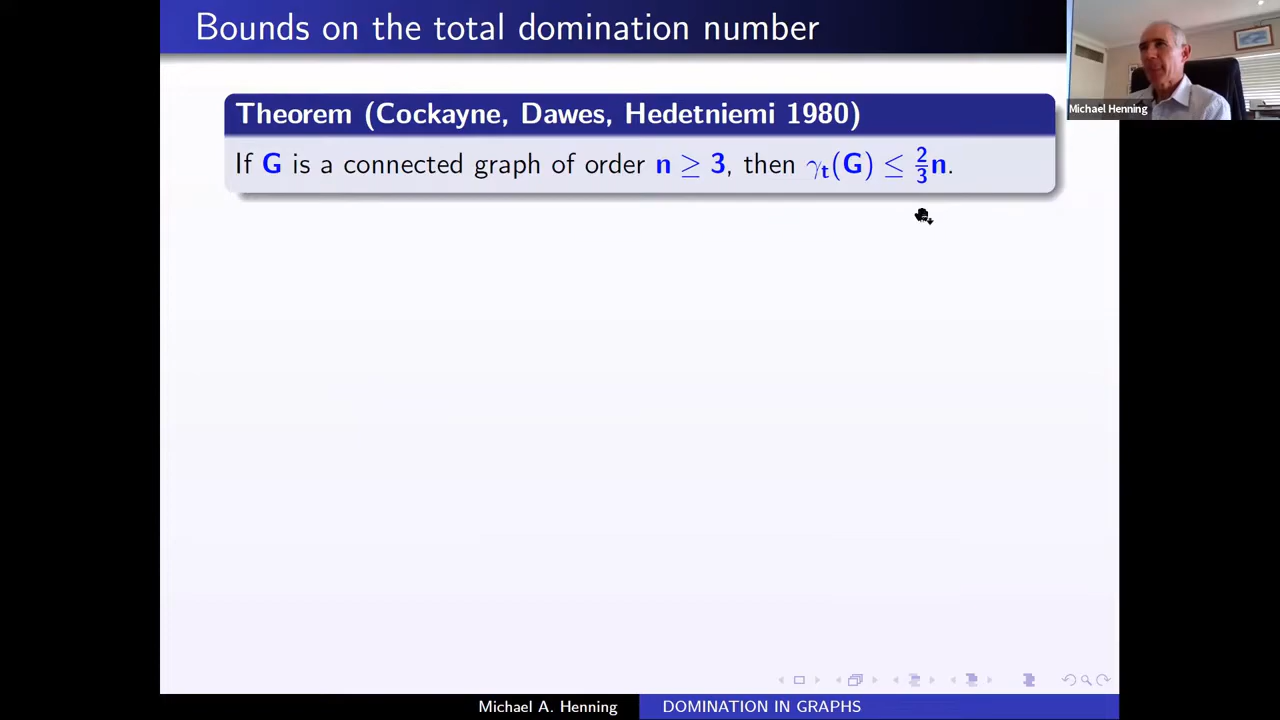 Bounds on the total domination number
Michael Henning
Theorem (Cockayne, Dawes, Hedetniemi 1980)
If G is a connected graph of order n ≥ 3, then γt(G) ≤ 2/3 n.
Michael A. Henning
DOMINATION IN GRAPHS